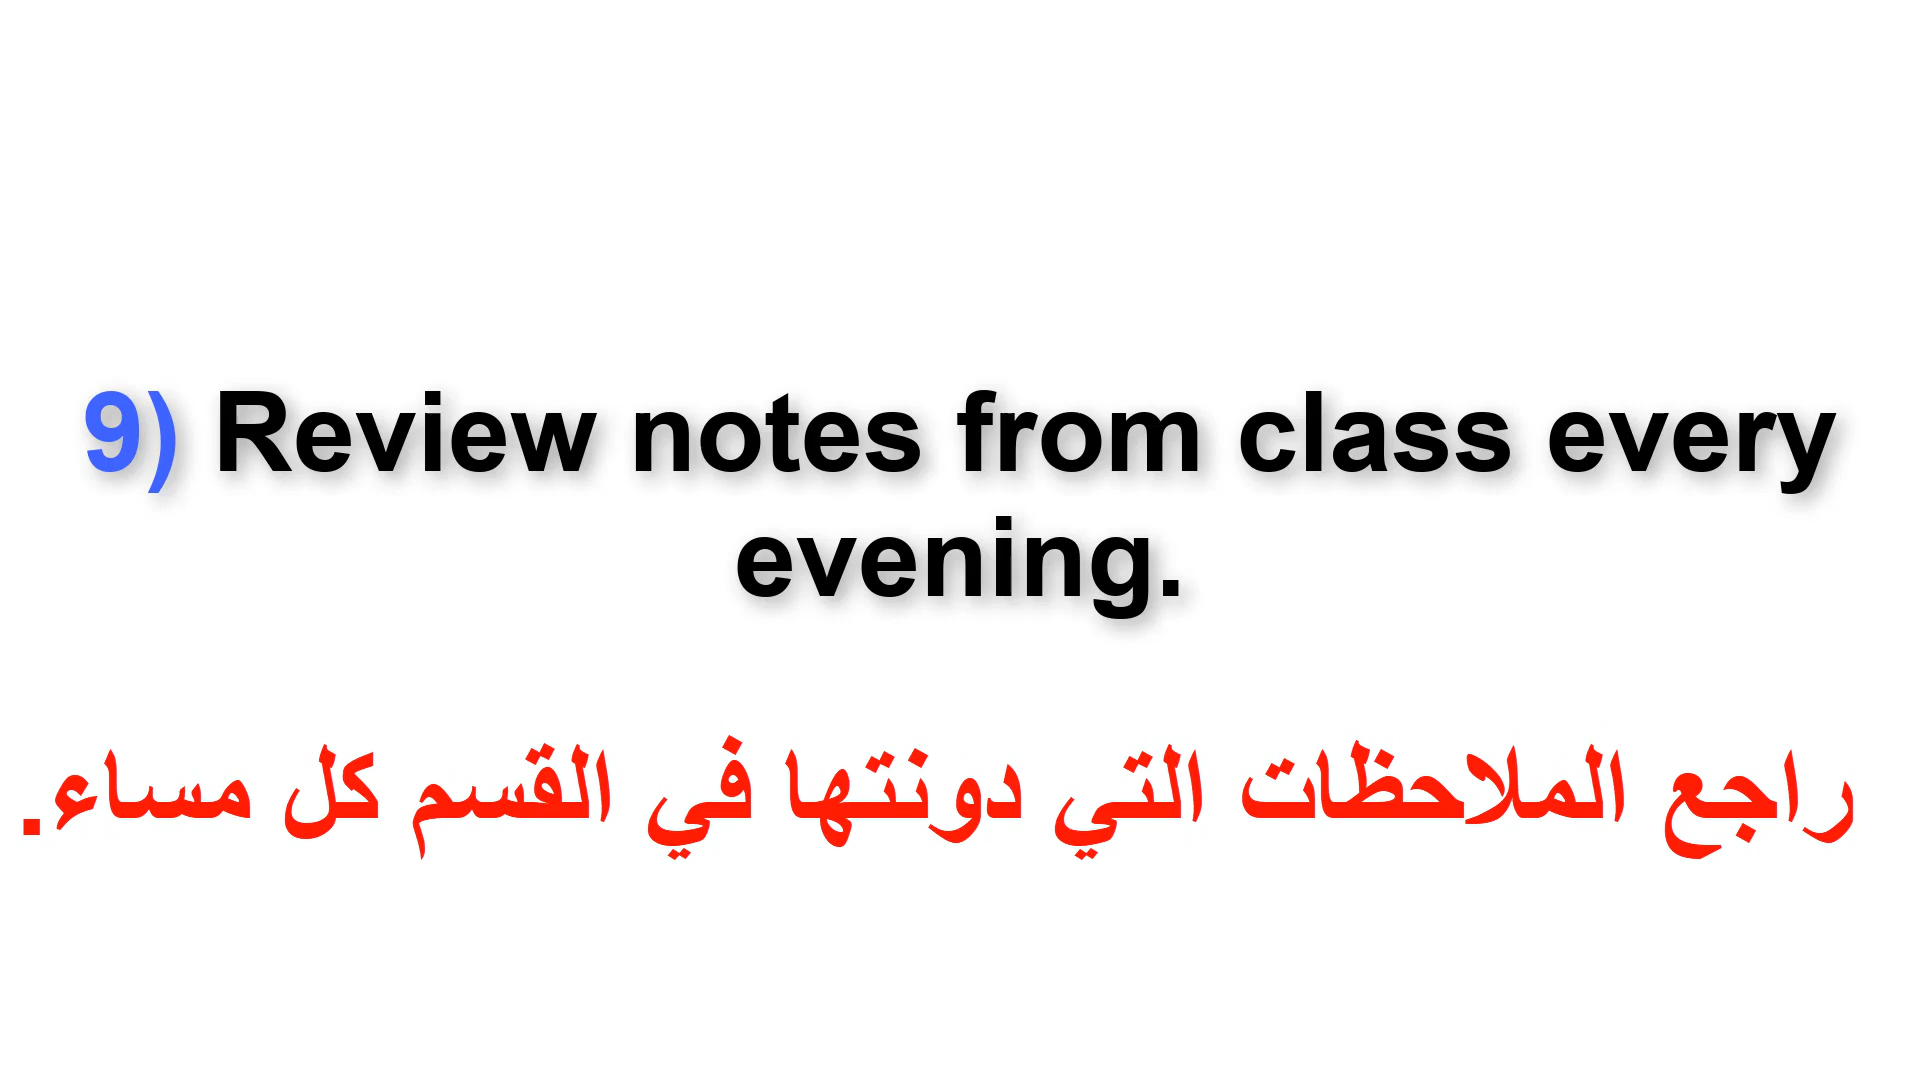 9) Review notes from class every
evening.
راجع الملاحظات التي دونتها في القسم كل مساء.